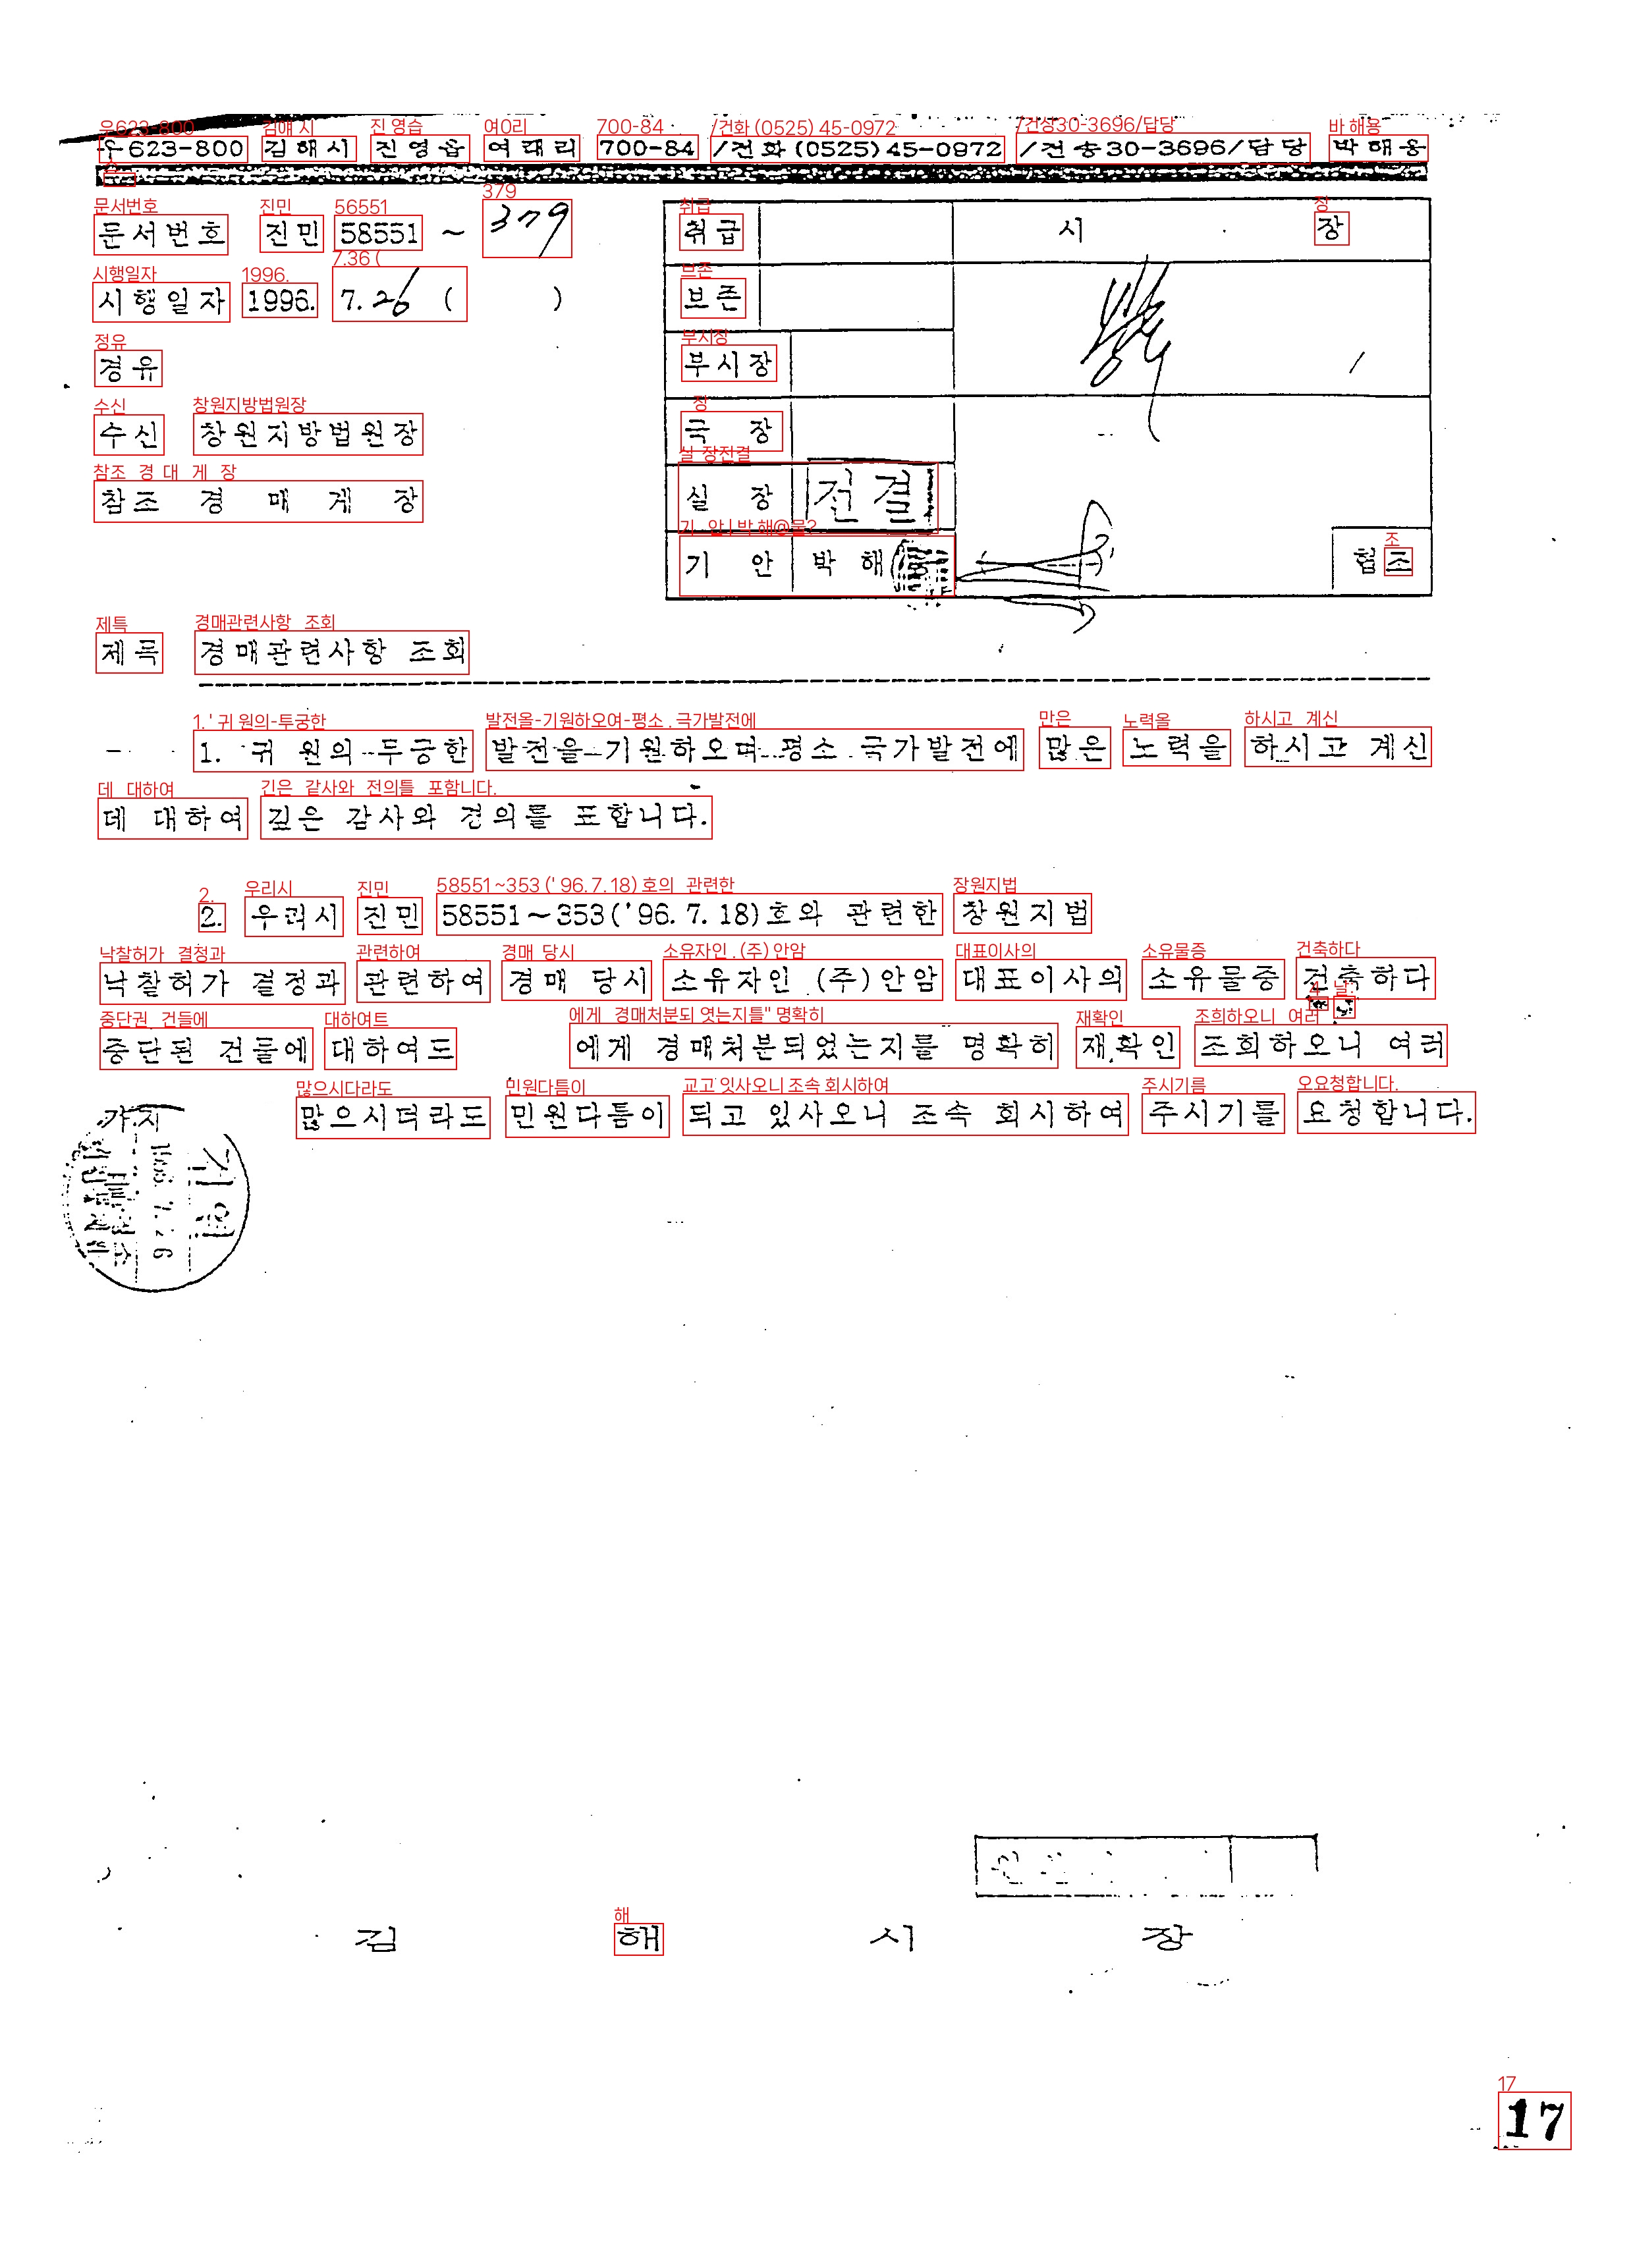 우623-800 김해시 진영읍 여래리 700-84 /전화(0525)45-0972 /전송30-3696/담당 박해용
문서번호 진민 58551 ~ 379
시행일자 1996. 7.26 ( )
경유
수신 창원지방법원장
참조 경매계장
취급 시 장
보존
부시장
국 장
실 장 전결
기 안 박해
협조
제목 경매관련사항 조회
1. 귀 원의 무궁한 발전을 기원하오며 평소 국가발전에 많은 노력을 하시고 계신
데 대하여 깊은 감사와 경의를 표합니다.
2. 우리시 진민 58551~353('96.7.18)호와 관련한 창원지법
낙찰허가 결정과 관련하여 경매 당시 소유자인 (주)안암 대표이사의 소유물중 건축하다
중단된 건물에 대하여도 에게 경매처분되었는지를 명확히 재확인 조회하오니 여러
가지 많으시더라도 민원다툼이 되고 있사오니 조속 회시하여 주시기를 요청합니다.
김 해 시 장
17